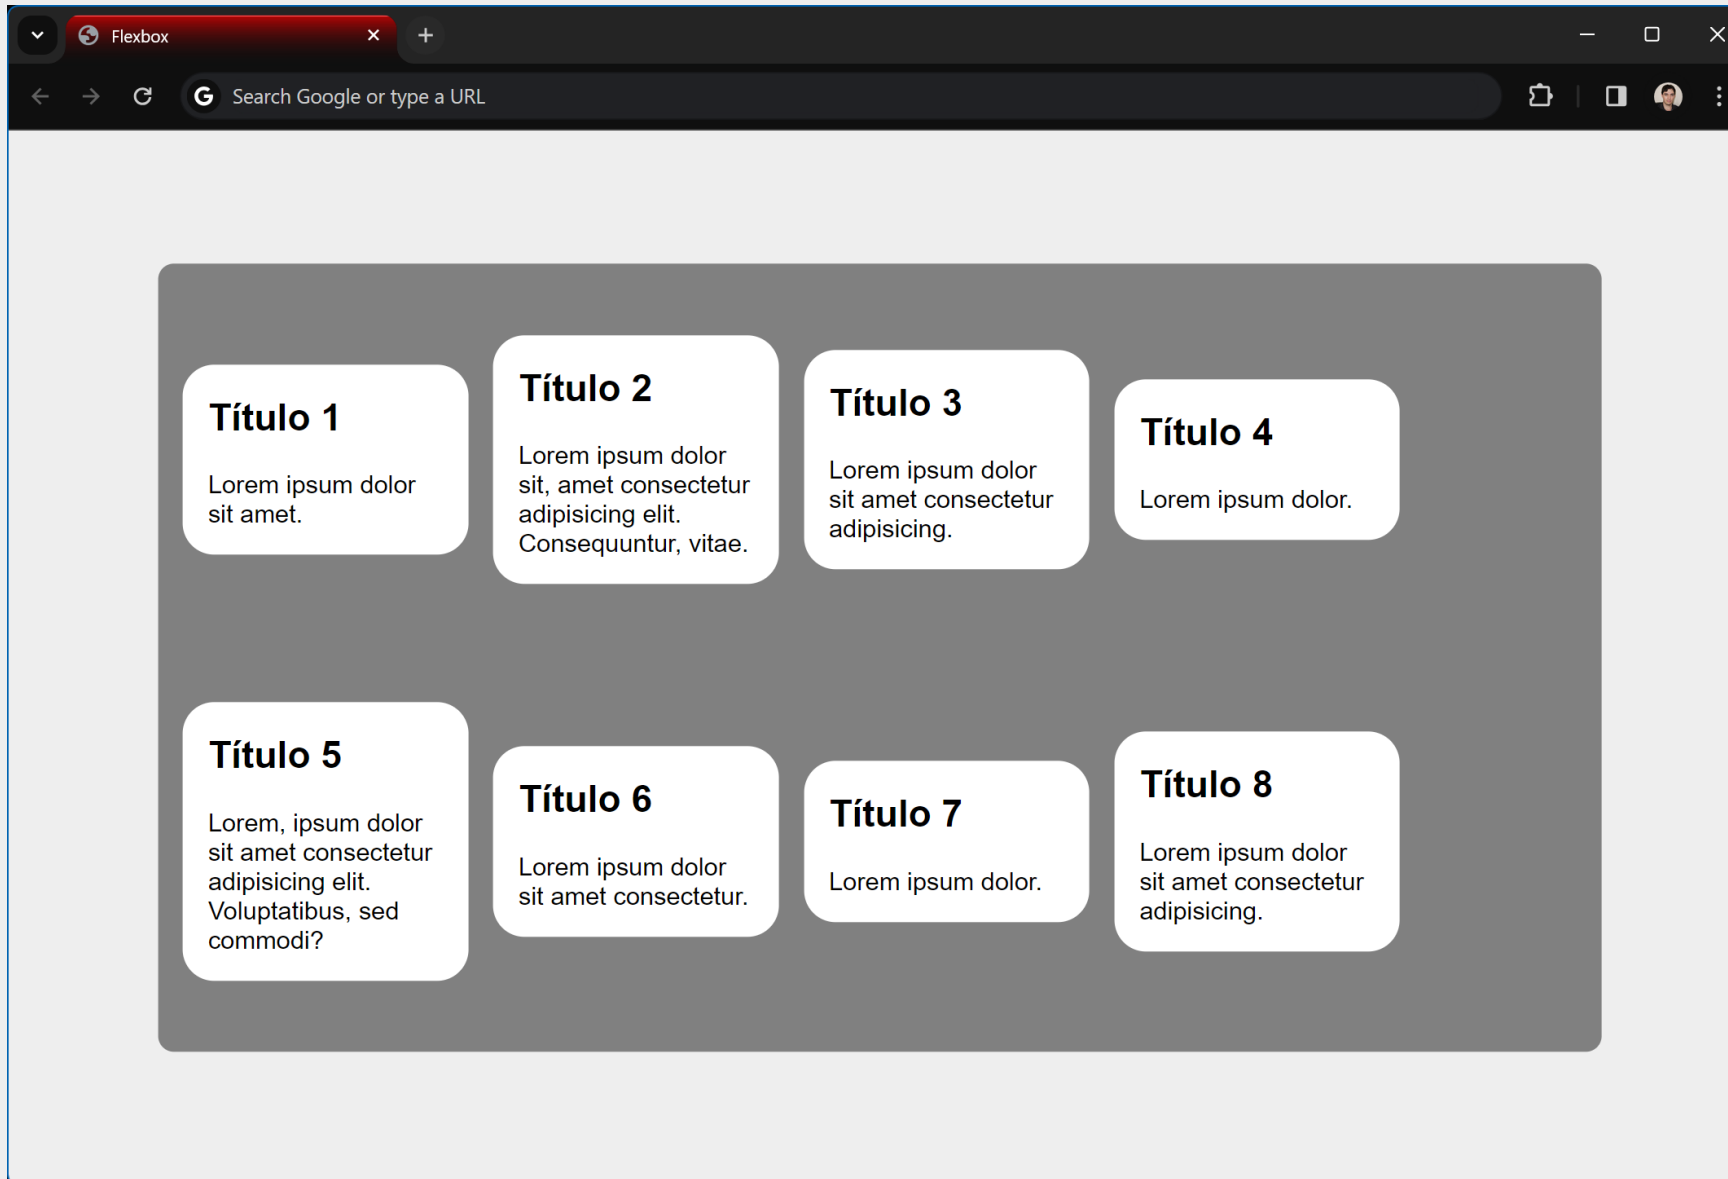 Flexbox
Search Google or type a URL
Título 1
Lorem ipsum dolor
sit amet.
Título 2
Lorem ipsum dolor
sit, amet consectetur
adipisicing elit.
Consequuntur, vitae.
Título 3
Lorem ipsum dolor
sit amet consectetur
adipisicing.
Título 4
Lorem ipsum dolor.
Título 5
Lorem, ipsum dolor
sit amet consectetur
adipisicing elit.
Voluptatibus, sed
commodi?
Título 6
Lorem ipsum dolor
sit amet consectetur.
Título 7
Lorem ipsum dolor.
Título 8
Lorem ipsum dolor
sit amet consectetur
adipisicing.